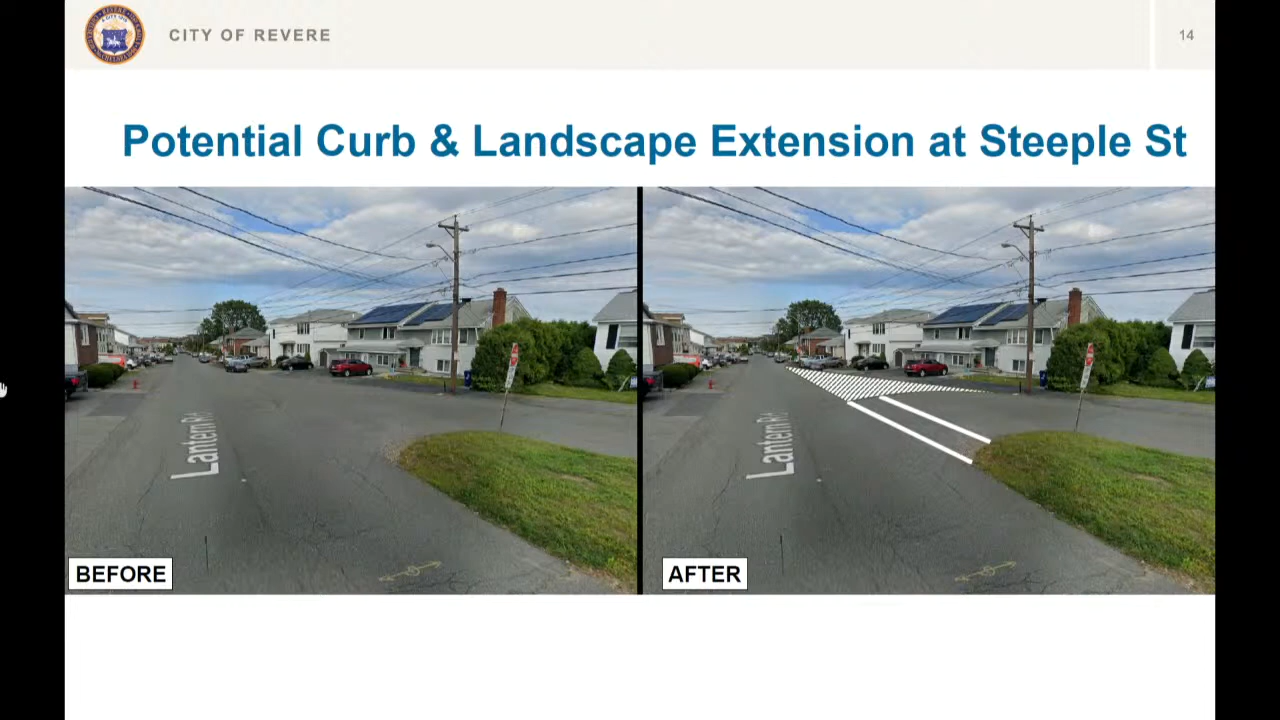 CITY OF REVERE
14
Potential Curb & Landscape Extension at Steeple St
Lantern Rd
Lantern Rd
BEFORE
AFTER